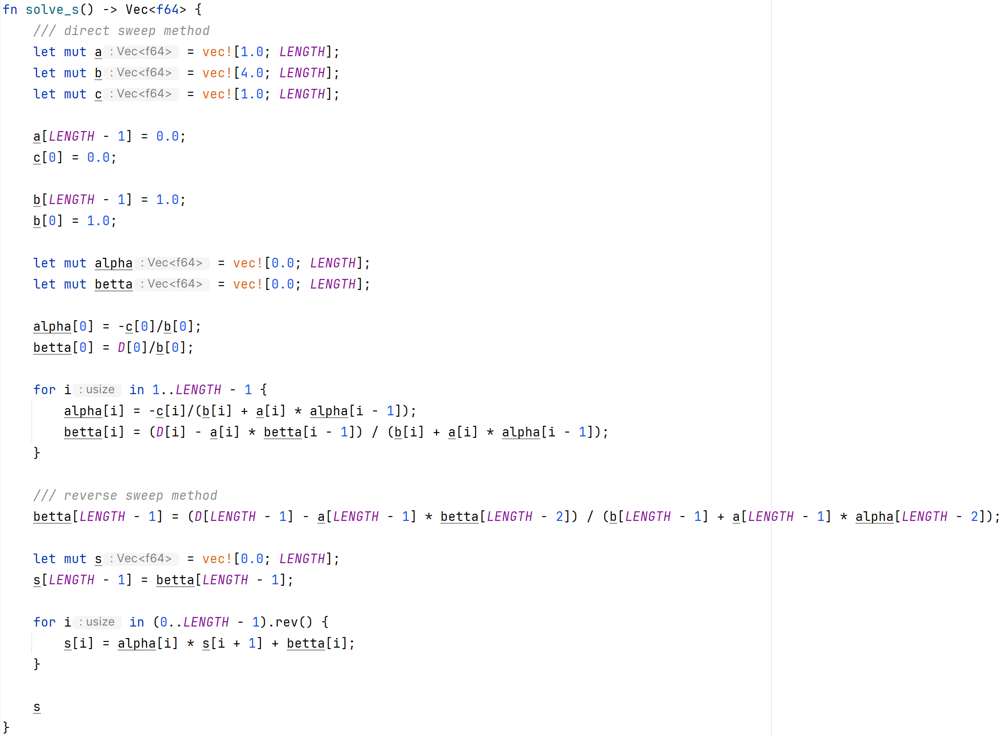 fn solve_s() -> Vec<f64> {
    /// direct sweep method
    let mut a : Vec<f64> = vec![1.0; LENGTH];
    let mut b : Vec<f64> = vec![4.0; LENGTH];
    let mut c : Vec<f64> = vec![1.0; LENGTH];

    a[LENGTH - 1] = 0.0;
    c[0] = 0.0;

    b[LENGTH - 1] = 1.0;
    b[0] = 1.0;

    let mut alpha : Vec<f64> = vec![0.0; LENGTH];
    let mut betta : Vec<f64> = vec![0.0; LENGTH];

    alpha[0] = -c[0]/b[0];
    betta[0] = D[0]/b[0];

    for i : usize in 1..LENGTH - 1 {
        alpha[i] = -c[i]/(b[i] + a[i] * alpha[i - 1]);
        betta[i] = (D[i] - a[i] * betta[i - 1]) / (b[i] + a[i] * alpha[i - 1]);
    }

    /// reverse sweep method
    betta[LENGTH - 1] = (D[LENGTH - 1] - a[LENGTH - 1] * betta[LENGTH - 2]) / (b[LENGTH - 1] + a[LENGTH - 1] * alpha[LENGTH - 2]);

    let mut s : Vec<f64> = vec![0.0; LENGTH];
    s[LENGTH - 1] = betta[LENGTH - 1];

    for i : usize in (0..LENGTH - 1).rev() {
        s[i] = alpha[i] * s[i + 1] + betta[i];
    }

    s
}